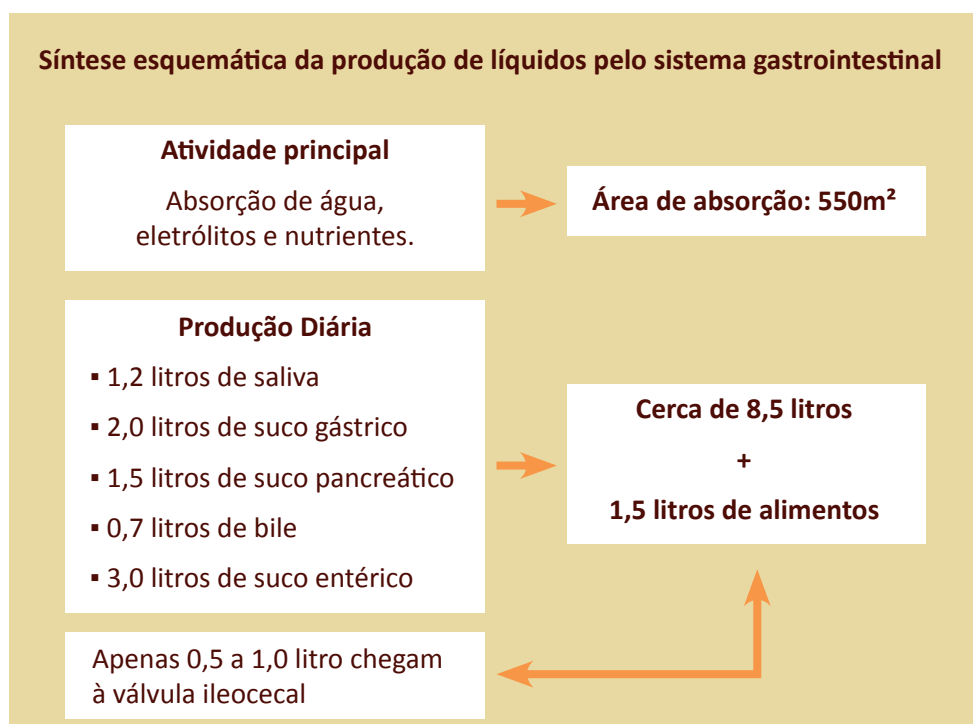 Síntese esquemática da produção de líquidos pelo sistema gastrointestinal
Atividade principal
Absorção de água,
eletrólitos e nutrientes.
Área de absorção: 550m²
Produção Diária
▪ 1,2 litros de saliva
▪ 2,0 litros de suco gástrico
▪ 1,5 litros de suco pancreático
▪ 0,7 litros de bile
▪ 3,0 litros de suco entérico
Cerca de 8,5 litros
+
1,5 litros de alimentos
Apenas 0,5 a 1,0 litro chegam
à válvula ileocecal